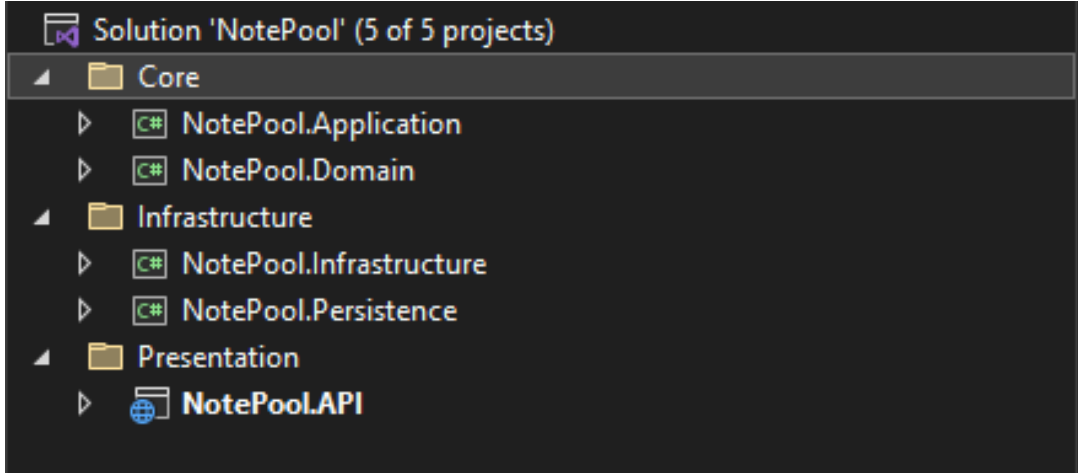 Solution 'NotePool' (5 of 5 projects)
Core
C# NotePool.Application
C# NotePool.Domain
Infrastructure
C# NotePool.Infrastructure
C# NotePool.Persistence
Presentation
NotePool.API